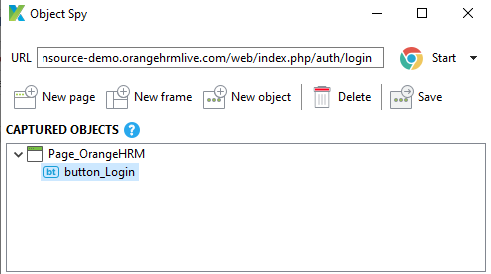 Object Spy
URL nsource-demo.orangehrmlive.com/web/index.php/auth/login Start
New page New frame New object Delete Save
CAPTURED OBJECTS ?
Page_OrangeHRM
bt button_Login